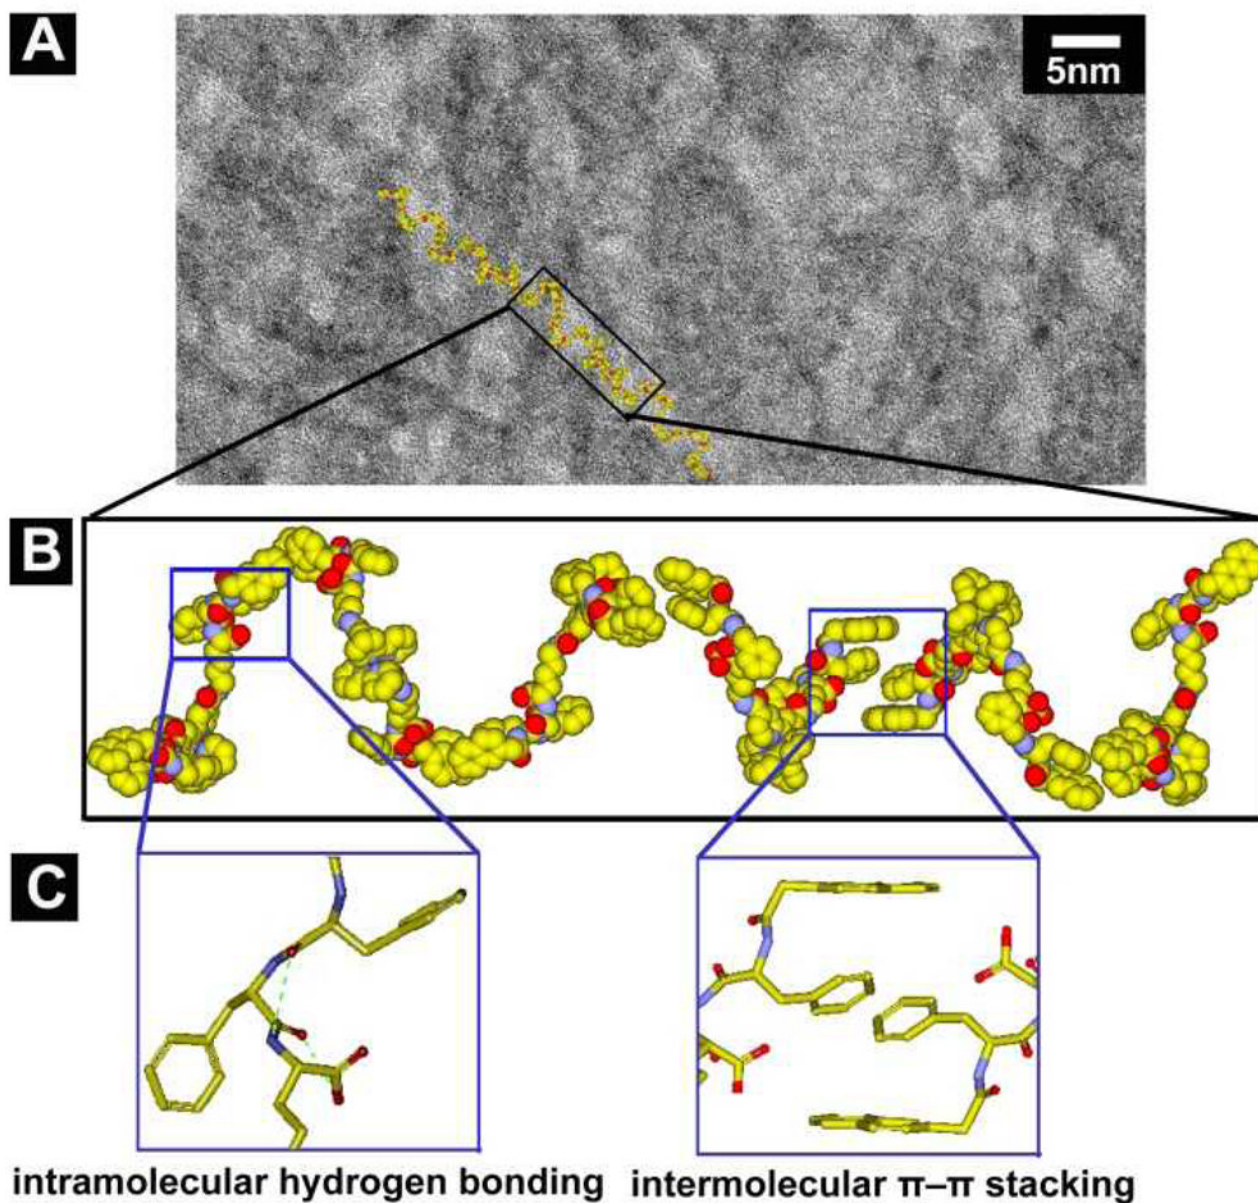 A
5nm
B
C
intramolecular hydrogen bonding
intermolecular π–π stacking